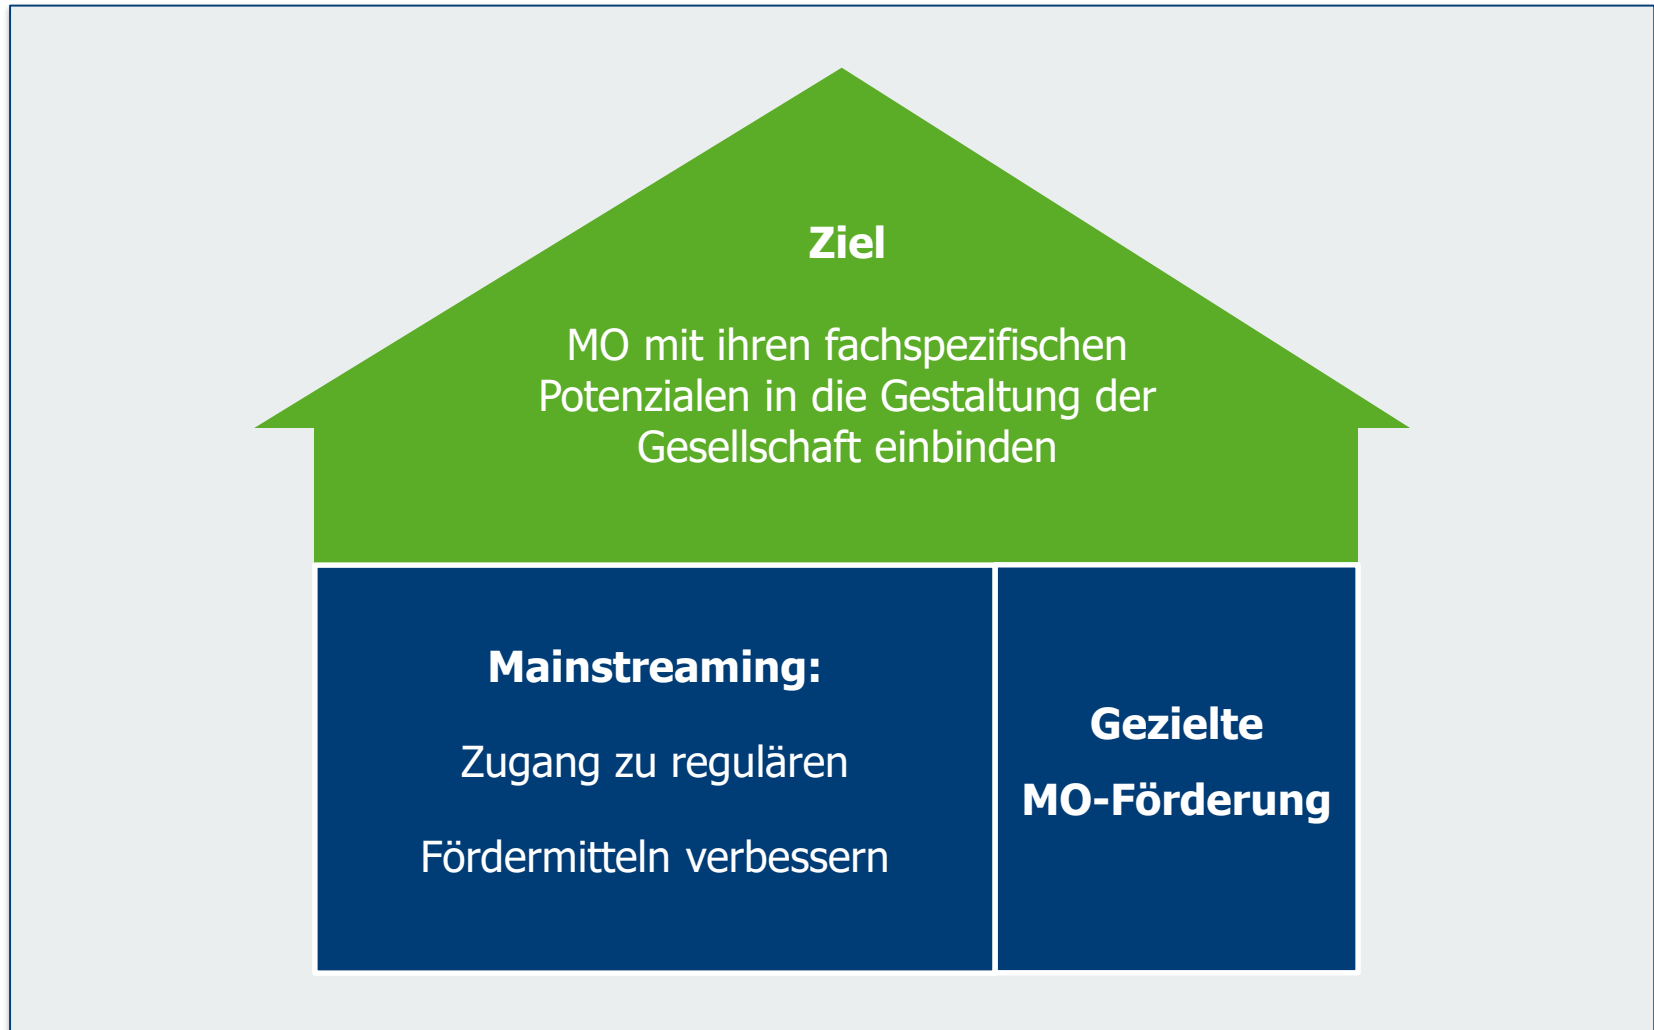 Ziel
MO mit ihren fachspezifischen
Potenzialen in die Gestaltung der
Gesellschaft einbinden
Mainstreaming:
Zugang zu regulären
Fördermitteln verbessern
Gezielte
MO-Förderung